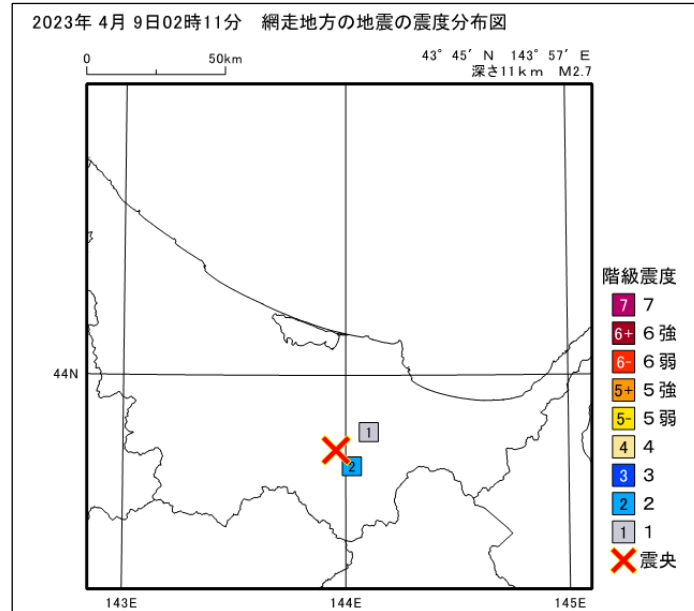 2023年 4月 9日02時11分　網走地方の地震の震度分布図
0　50km
43° 45′ N　143° 57′ E
深さ11km　M2.7
階級震度
7 7
6+ 6強
6- 6弱
5+ 5強
5- 5弱
44N
4 4
1
3 3
2
2 2
1 1
震央
143E　144E　145E